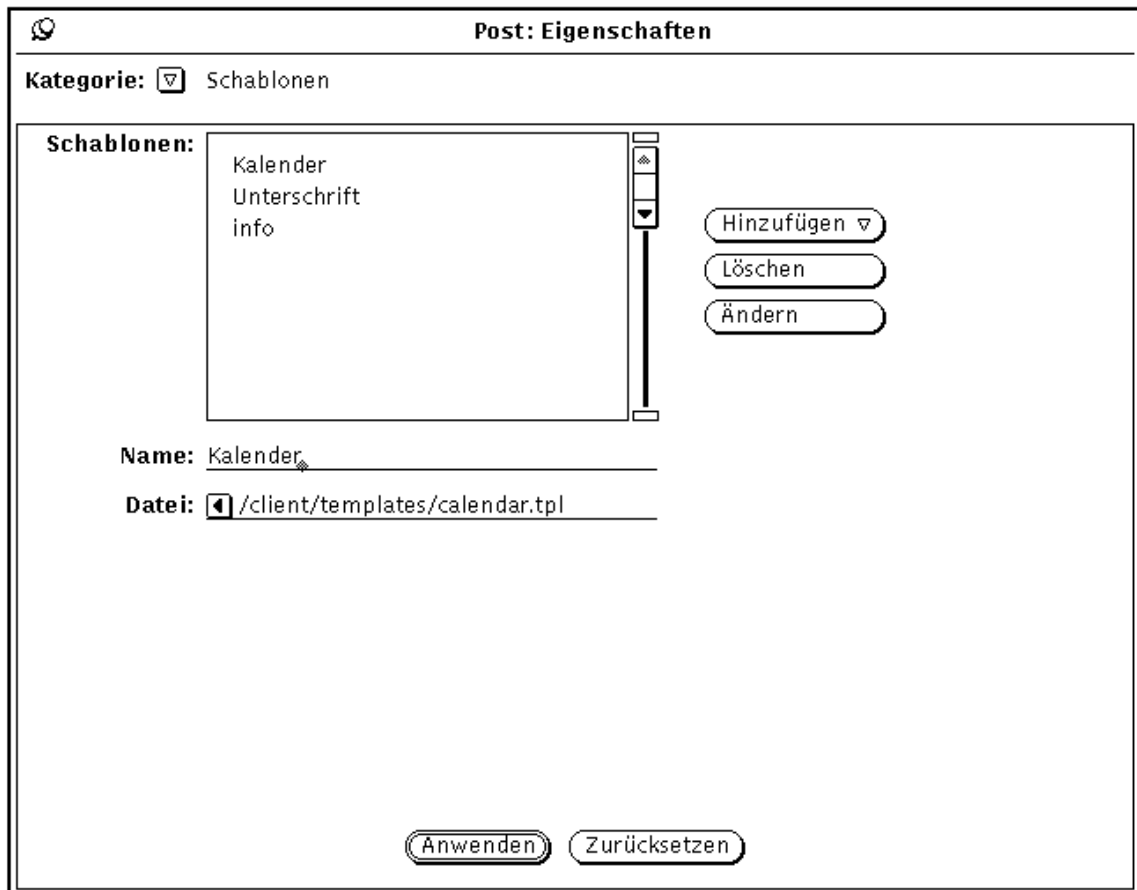 Post: Eigenschaften
Kategorie: Schablonen
Schablonen:
Kalender
Unterschrift
info
Hinzufügen
Löschen
Ändern
Name: Kalender
Datei: /client/templates/calendar.tpl
Anwenden Zurücksetzen